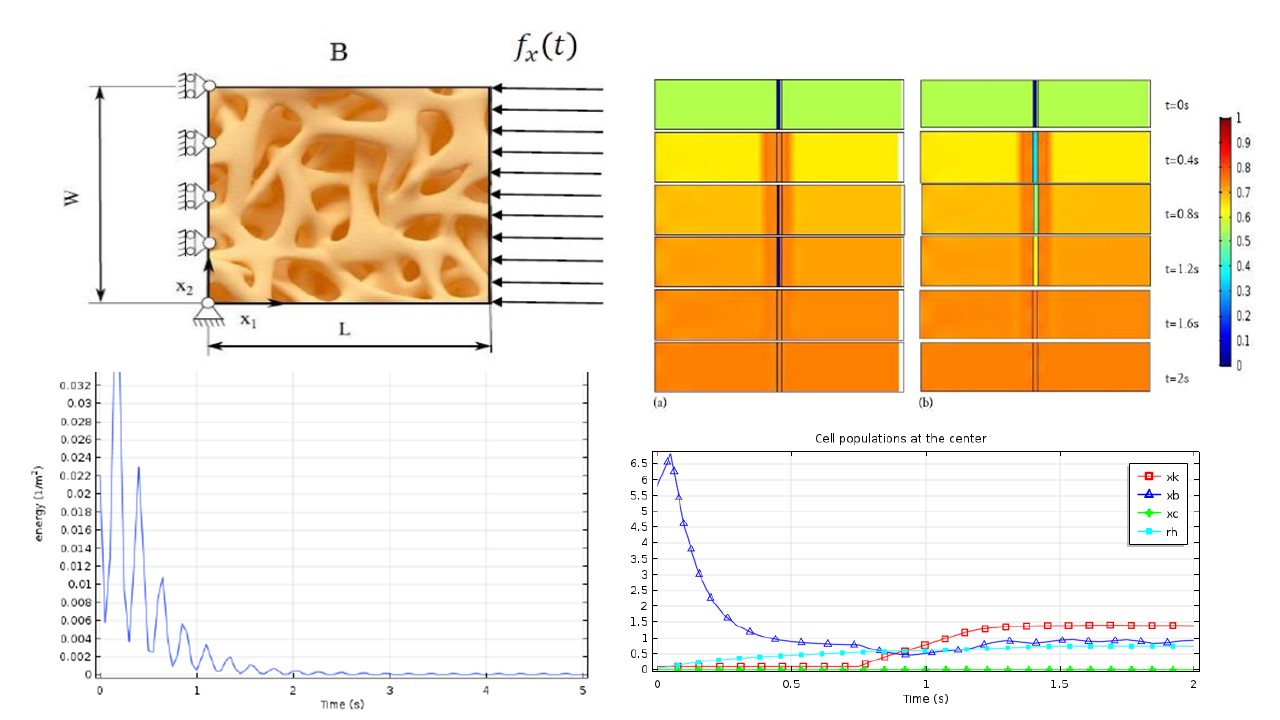 B
fₓ(t)
W
x₂
x₁
L
t=0s
t=0.4s
t=0.8s
t=1.2s
t=1.6s
t=2s
1
0.9
0.8
0.7
0.6
0.5
0.4
0.3
0.2
0.1
0
(a)
(b)
0.032
0.03
0.028
0.026
0.024
0.022
0.02
0.018
0.016
0.014
0.012
0.01
0.008
0.006
0.004
0.002
0
energy (1/m²)
0 1 2 3 4 5
Time (s)
Cell populations at the center
6.5
6
5.5
5
4.5
4
3.5
3
2.5
2
1.5
1
0.5
0
xk
xb
xc
rh
0 0.5 1 1.5 2
Time (s)